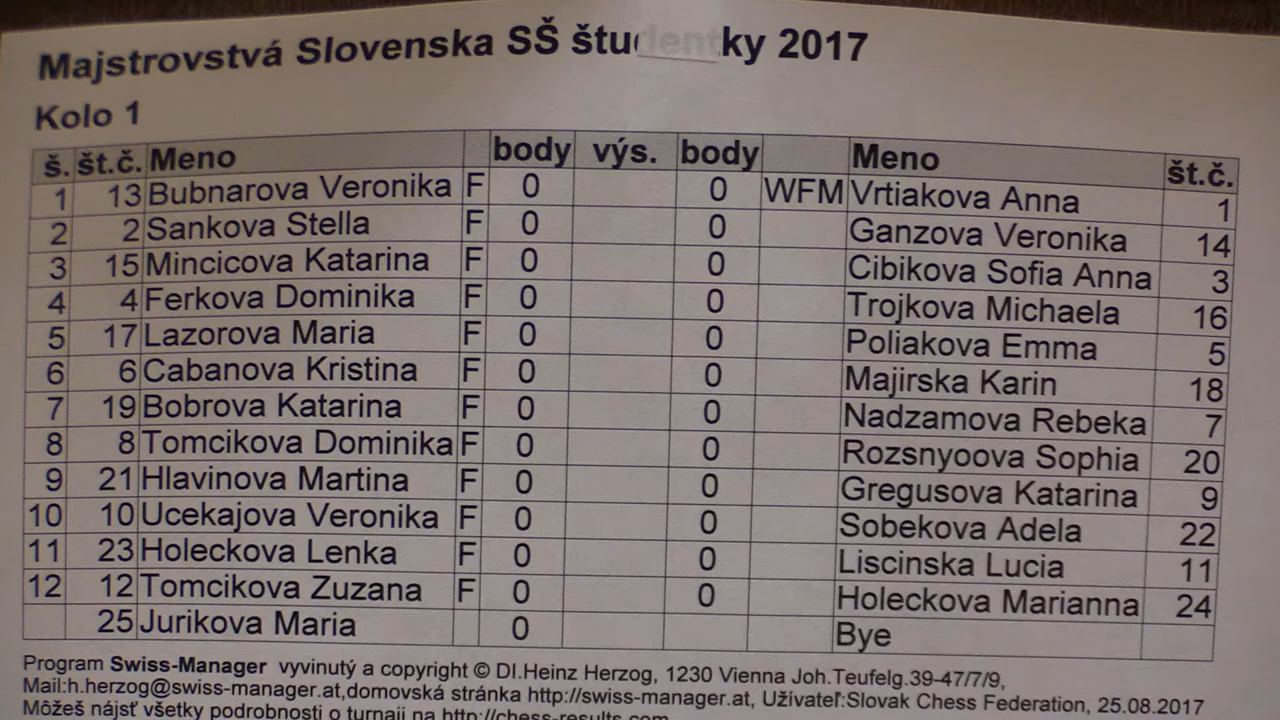 Majstrovstvá Slovenska SŠ študentky 2017
Kolo 1
š. št.č. Meno body výs. body Meno št.č.
1 13 Bubnarova Veronika F 0 0 WFM Vrtiakova Anna 1
2 2 Sankova Stella F 0 0 Ganzova Veronika 14
3 15 Mincicova Katarina F 0 0 Cibikova Sofia Anna 3
4 4 Ferkova Dominika F 0 0 Trojkova Michaela 16
5 17 Lazorova Maria F 0 0 Poliakova Emma 5
6 6 Cabanova Kristina F 0 0 Majirska Karin 18
7 19 Bobrova Katarina F 0 0 Nadzamova Rebeka 7
8 8 Tomcikova Dominika F 0 0 Rozsnyoova Sophia 20
9 21 Hlavinova Martina F 0 0 Gregusova Katarina 9
10 10 Ucekajova Veronika F 0 0 Sobekova Adela 22
11 23 Holeckova Lenka F 0 0 Liscinska Lucia 11
12 12 Tomcikova Zuzana F 0 0 Holeckova Marianna 24
25 Jurikova Maria 0 Bye
Program Swiss-Manager vyvinutý a copyright © DI.Heinz Herzog, 1230 Vienna Joh.Teufelg.39-47/7/9,
Mail:h.herzog@swiss-manager.at,domovská stránka http://swiss-manager.at, Užívateľ:Slovak Chess Federation, 25.08.2017
Môžeš nájsť všetky podrobnosti o turnaji na http://chess-results.com